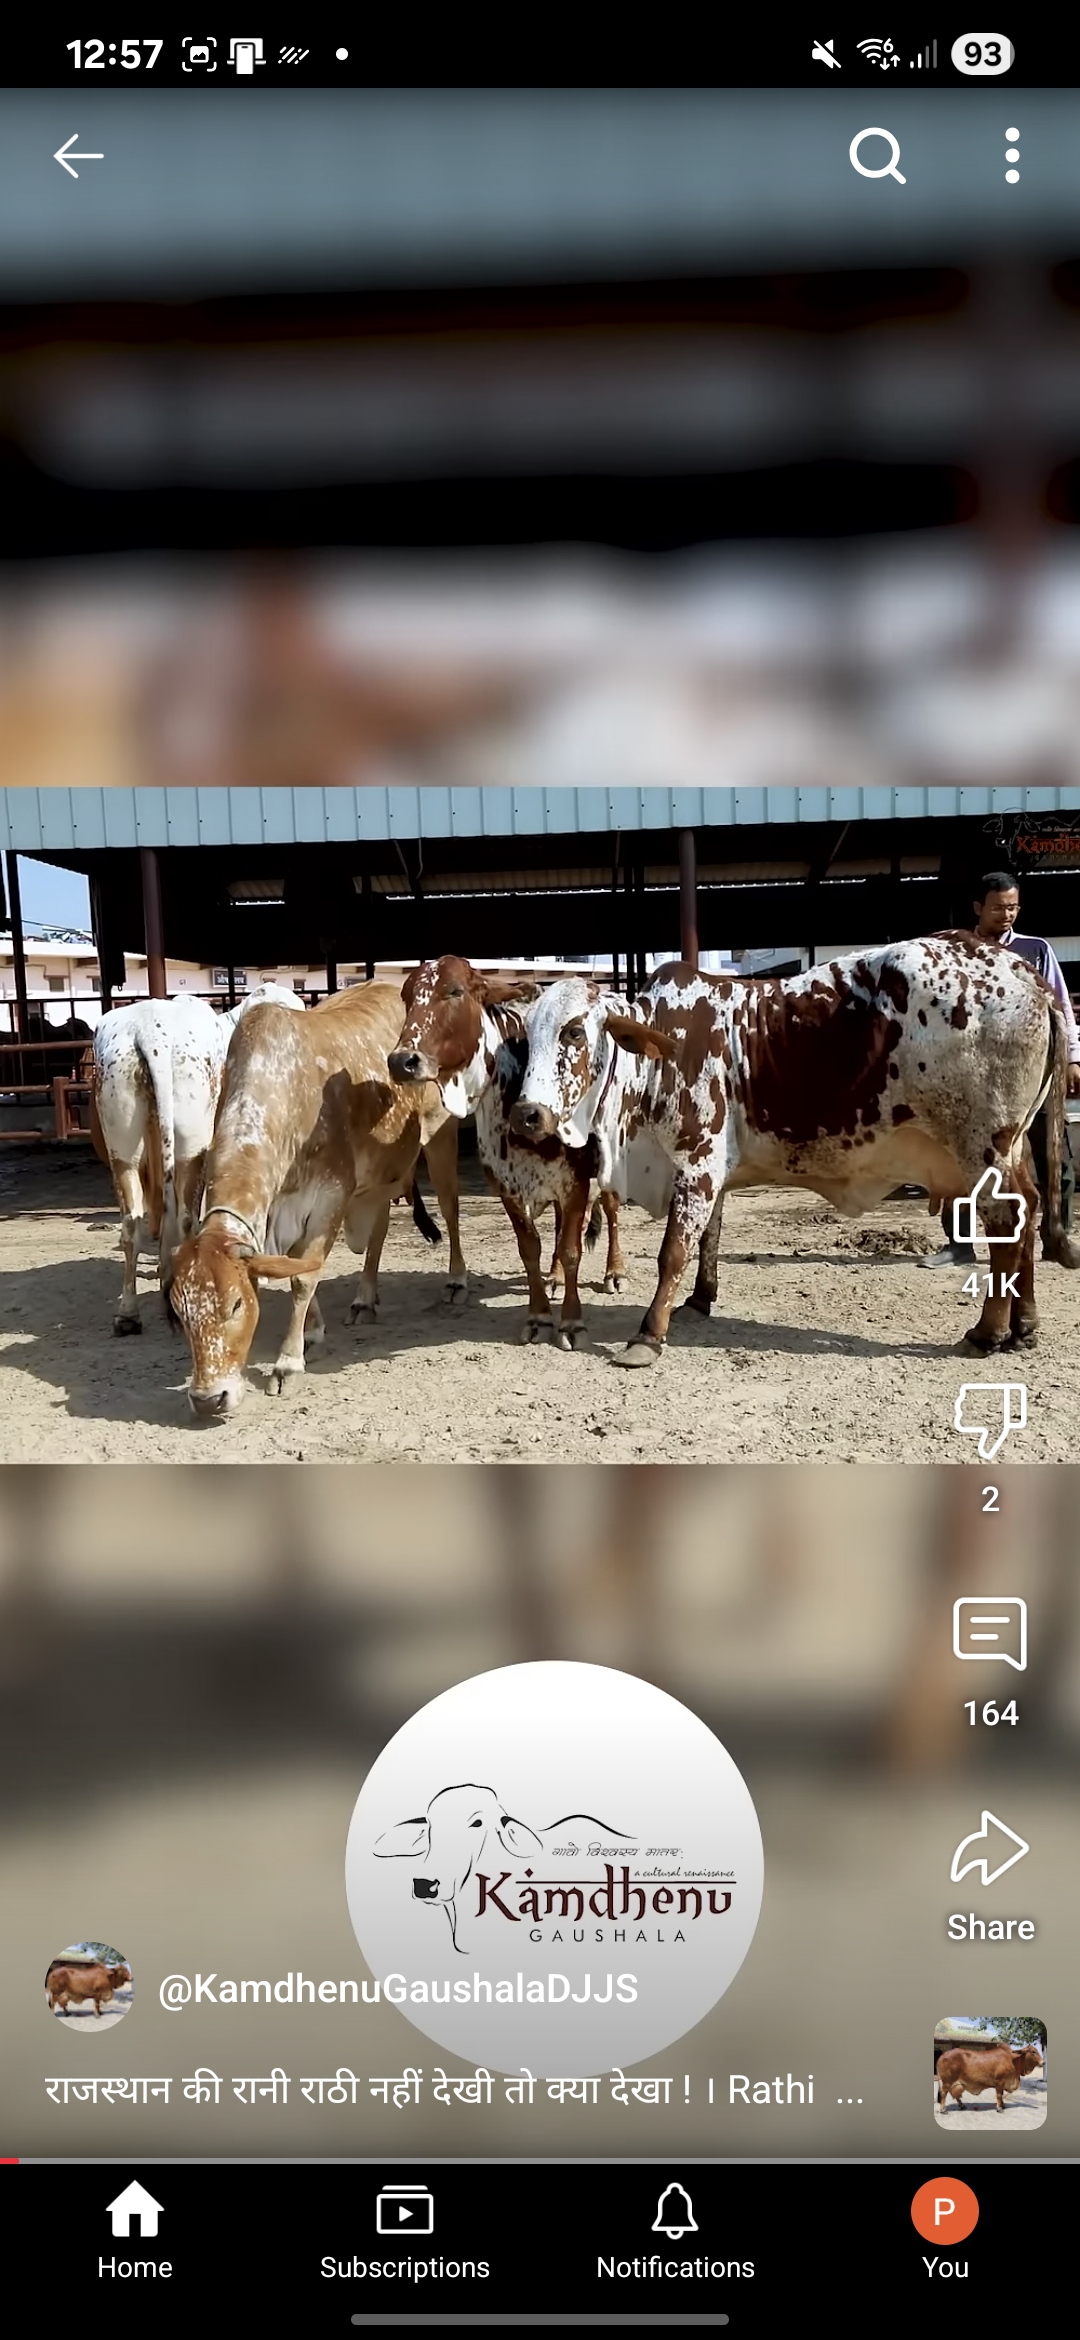 12:57
6
93
Kamdhe
41K
2
164
गावो विश्वस्य मातर:
a cultural renaissance
Kamdhenu
GAUSHALA
Share
@KamdhenuGaushalaDJJS
राजस्थान की रानी राठी नहीं देखी तो क्या देखा ! । Rathi ...
P
Home
Subscriptions
Notifications
You